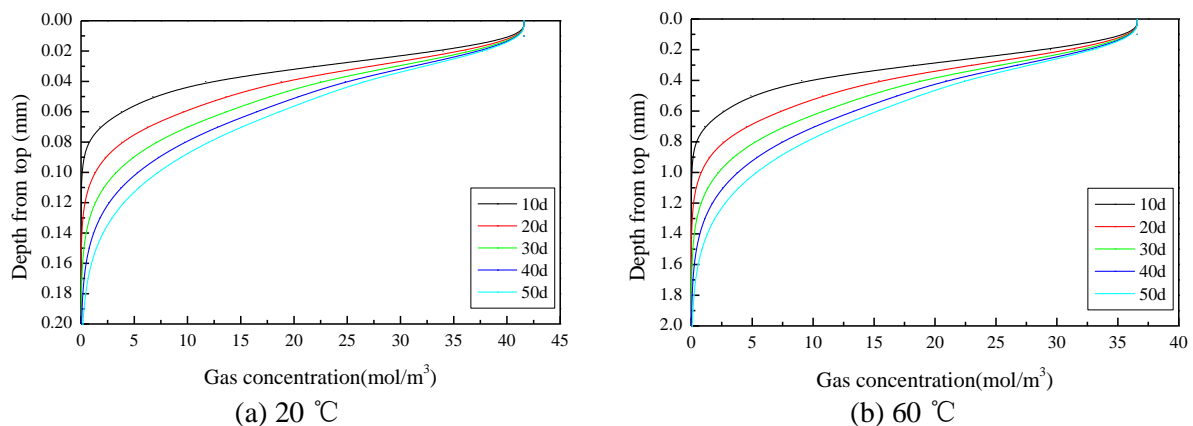 0.00
0.02
0.04
0.06
0.08
0.10
0.12
0.14
0.16
0.18
0.20
Depth from top (mm)
0 5 10 15 20 25 30 35 40 45
Gas concentration(mol/m³)
10d
20d
30d
40d
50d
(a) 20 ℃
0.0
0.2
0.4
0.6
0.8
1.0
1.2
1.4
1.6
1.8
2.0
Depth from top (mm)
0 5 10 15 20 25 30 35 40
Gas concentration(mol/m³)
10d
20d
30d
40d
50d
(b) 60 ℃